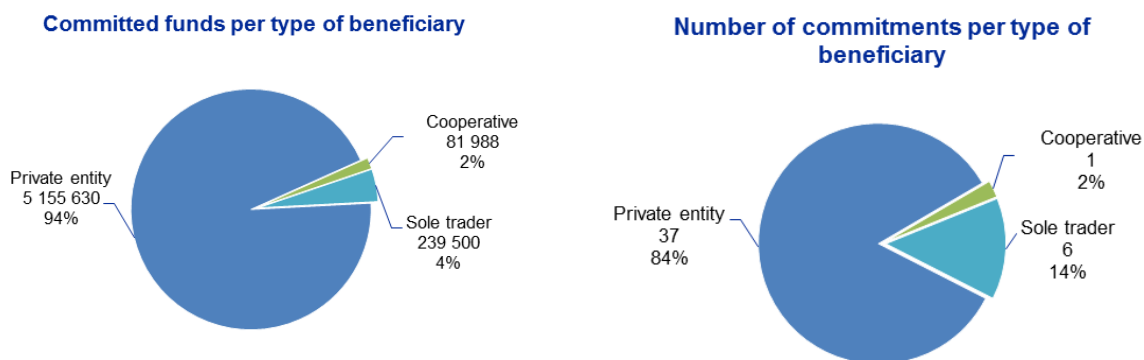 Committed funds per type of beneficiary
Cooperative
81 988
2%
Private entity
5 155 630
94%
Sole trader
239 500
4%
Number of commitments per type of
beneficiary
Cooperative
1
2%
Private entity
37
84%
Sole trader
6
14%